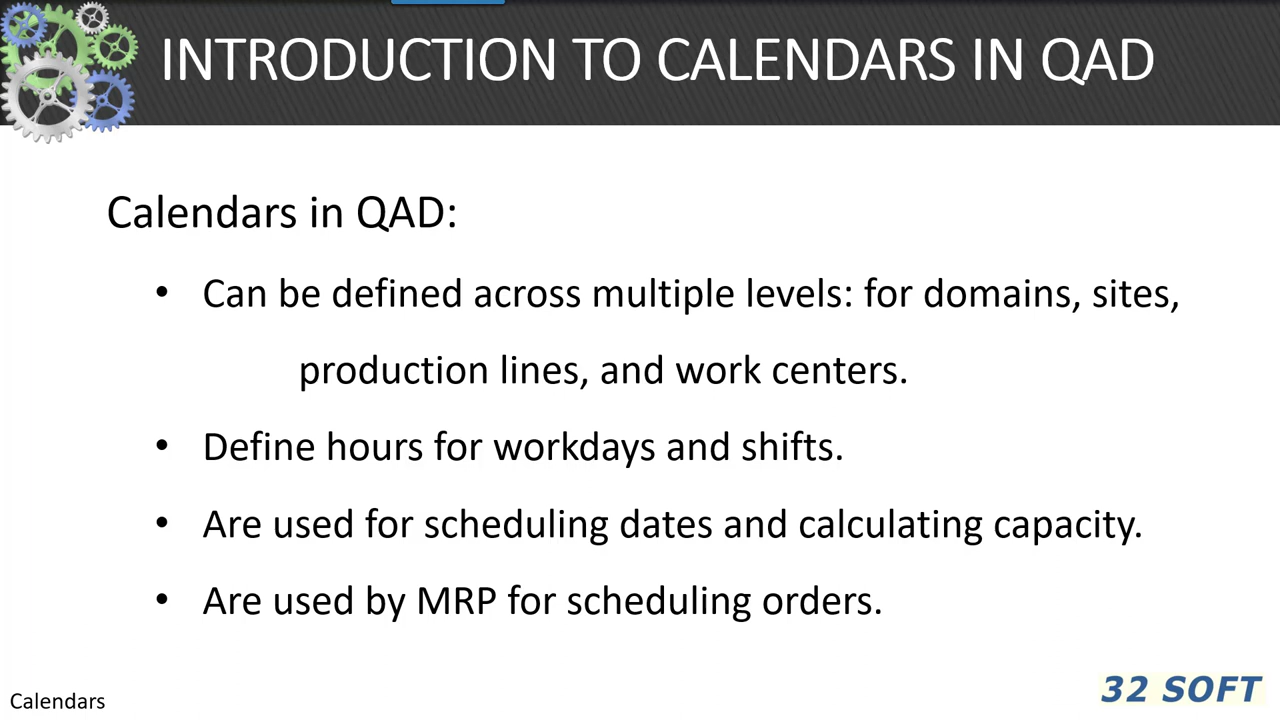 INTRODUCTION TO CALENDARS IN QAD
Calendars in QAD:
• Can be defined across multiple levels: for domains, sites,
production lines, and work centers.
• Define hours for workdays and shifts.
• Are used for scheduling dates and calculating capacity.
• Are used by MRP for scheduling orders.
Calendars
32 SOFT